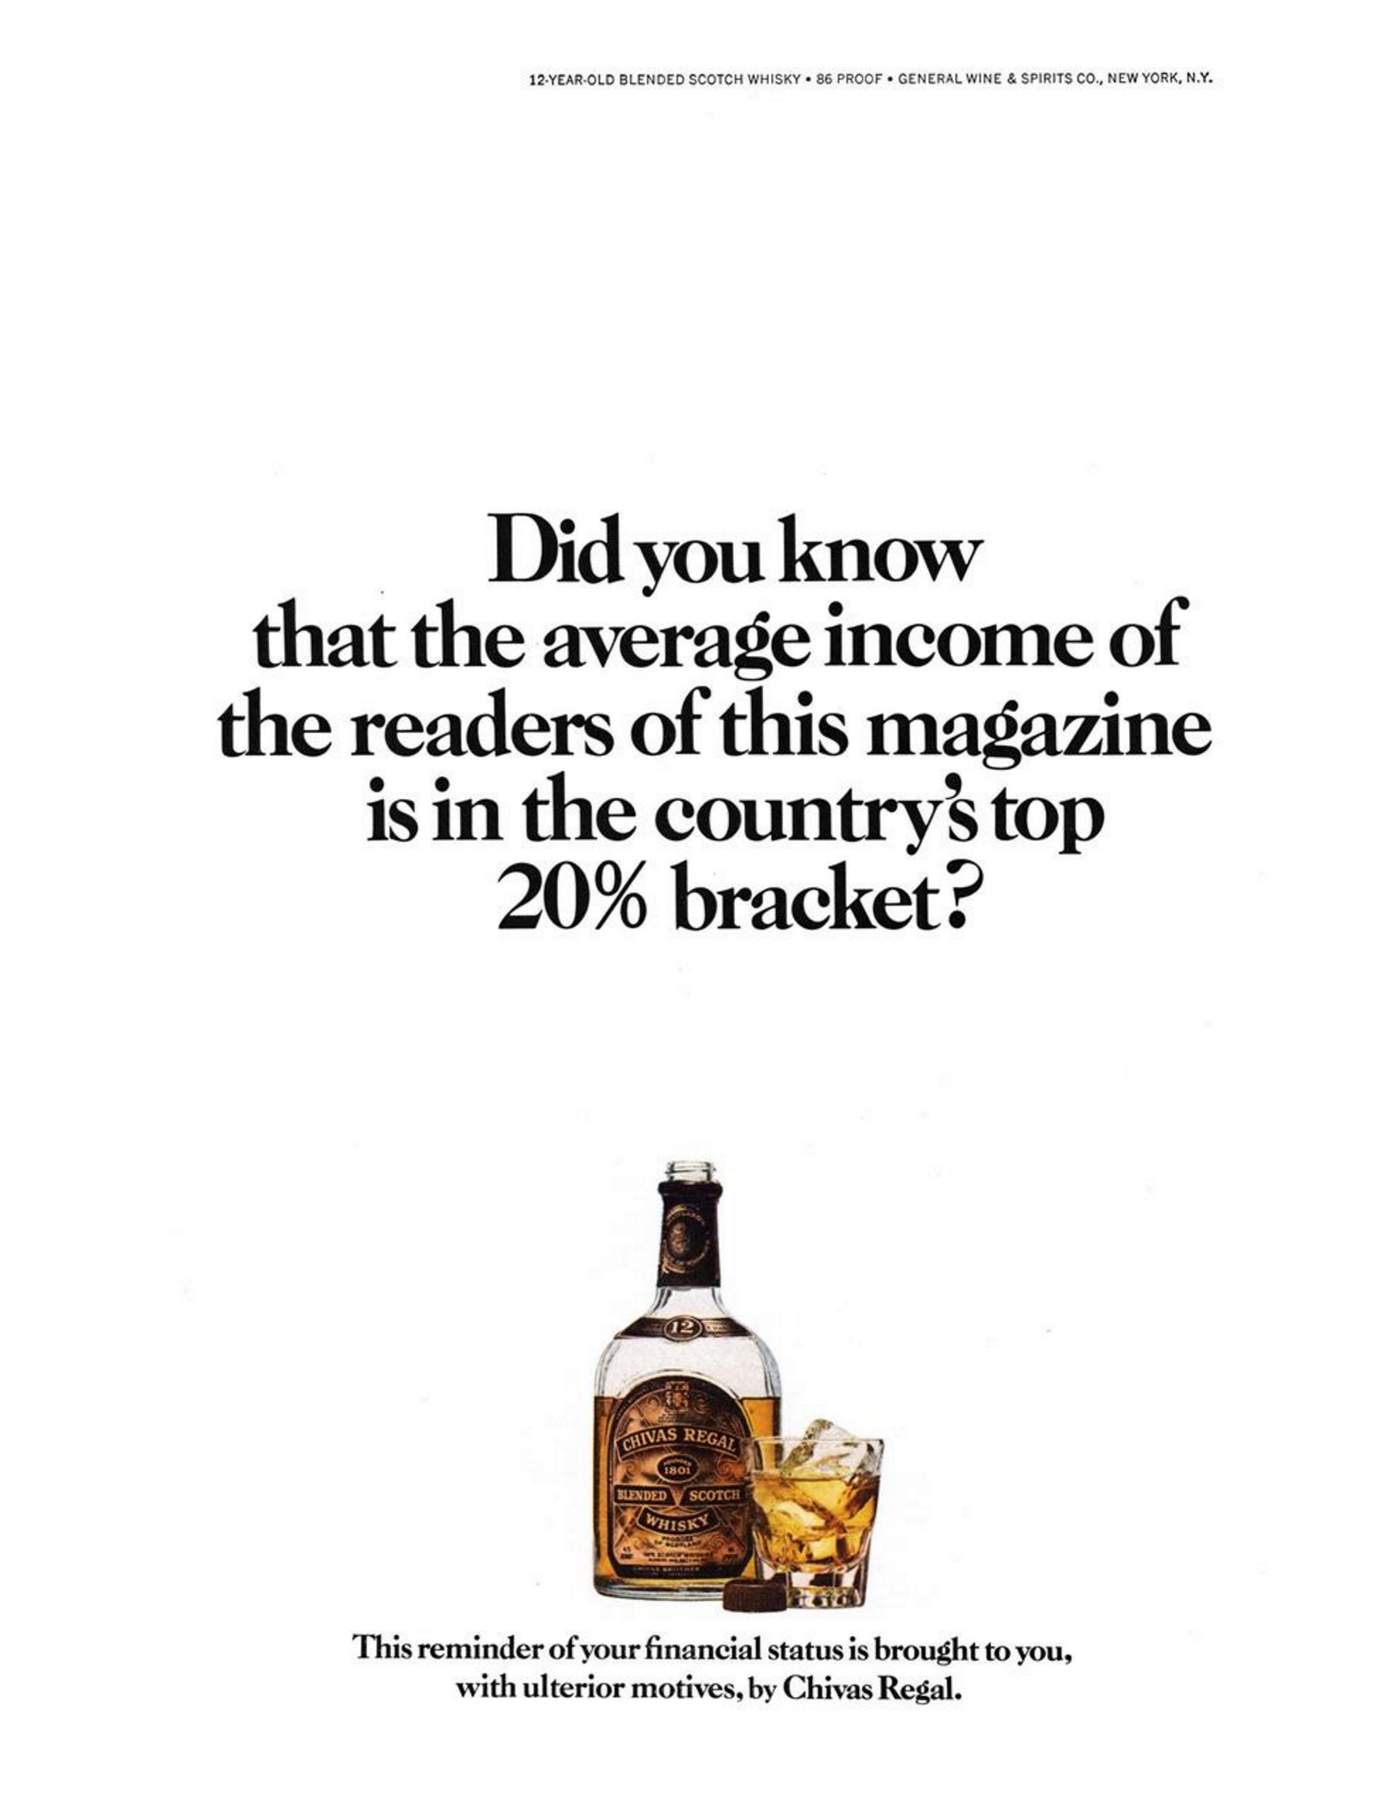 12-YEAR-OLD BLENDED SCOTCH WHISKY • 86 PROOF • GENERAL WINE & SPIRITS CO., NEW YORK, N.Y.
Did you know
that the average income of
the readers of this magazine
is in the country's top
20% bracket?
12
CHIVAS REGAL
1801
BLENDED SCOTCH
WHISKY
This reminder of your financial status is brought to you,
with ulterior motives, by Chivas Regal.